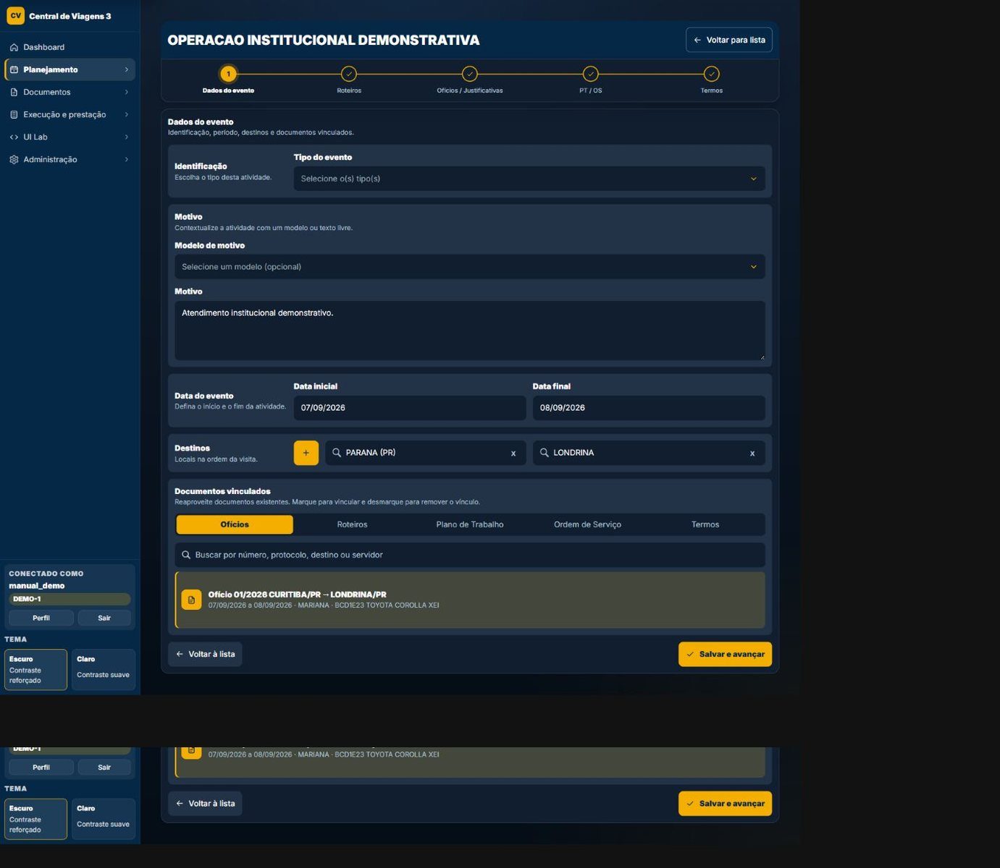 CV Central de Viagens 3
Dashboard
Planejamento
Documentos
Execução e prestação
UI Lab
Administração
CONECTADO COMO
manual_demo
DEMO-1
Perfil Sair
TEMA
Escuro
Contraste reforçado
Claro
Contraste suave
OPERACAO INSTITUCIONAL DEMONSTRATIVA
← Voltar para lista
1
Dados do evento
Roteiros
Ofícios / Justificativas
PT / OS
Termos
Dados do evento
Identificação, período, destinos e documentos vinculados.
Identificação
Escolha o tipo desta atividade.
Tipo do evento
Selecione o(s) tipo(s)
Motivo
Contextualize a atividade com um modelo ou texto livre.
Modelo de motivo
Selecione um modelo (opcional)
Motivo
Atendimento institucional demonstrativo.
Data do evento
Defina o início e o fim da atividade.
Data inicial
07/09/2026
Data final
08/09/2026
Destinos
Locais na ordem da visita.
+
PARANA (PR) x
LONDRINA x
Documentos vinculados
Reaproveite documentos existentes. Marque para vincular e desmarque para remover o vínculo.
Ofícios Roteiros Plano de Trabalho Ordem de Serviço Termos
Buscar por número, protocolo, destino ou servidor
Ofício 01/2026 CURITIBA/PR → LONDRINA/PR
07/09/2026 a 08/09/2026 · MARIANA · BCD1E23 TOYOTA COROLLA XEI
← Voltar à lista
Salvar e avançar
DEMO-1
Perfil Sair
TEMA
Escuro
Contraste reforçado
Claro
Contraste suave
07/09/2026 a 08/09/2026 · MARIANA · BCD1E23 TOYOTA COROLLA XEI
← Voltar à lista
Salvar e avançar